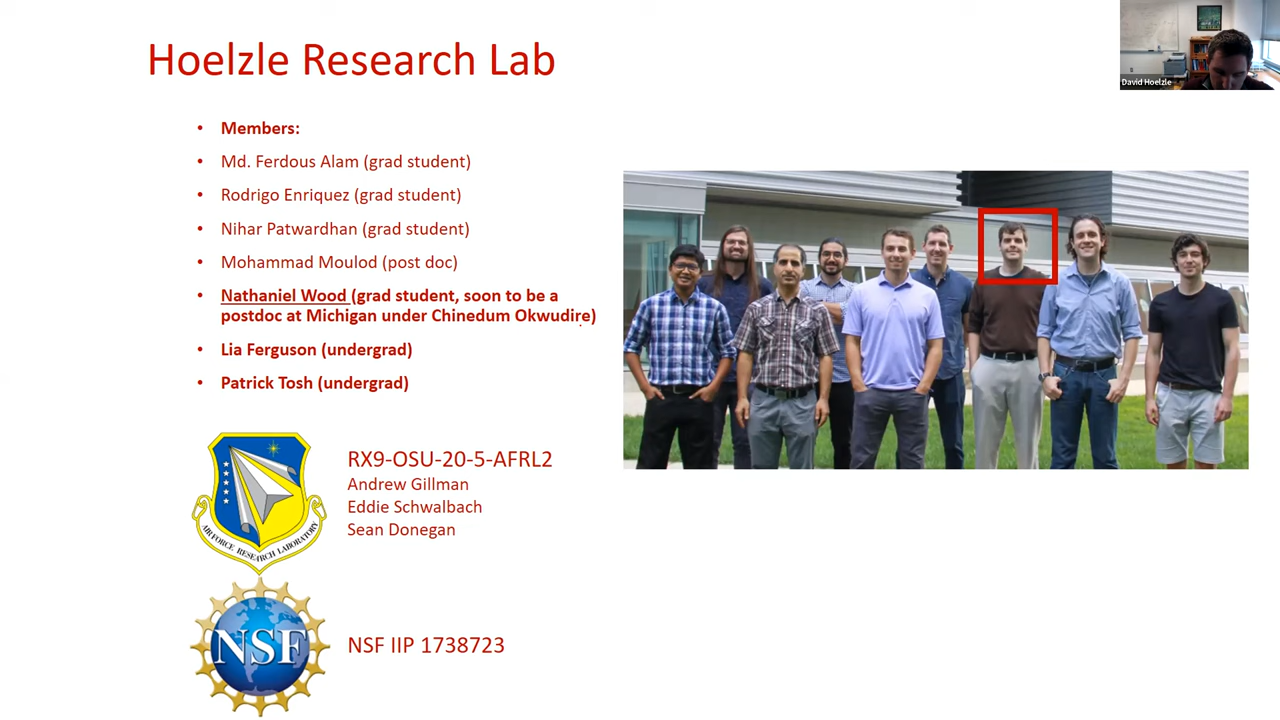 Hoelzle Research Lab
David Hoelzle
• Members:
• Md. Ferdous Alam (grad student)
• Rodrigo Enriquez (grad student)
• Nihar Patwardhan (grad student)
• Mohammad Moulod (post doc)
• Nathaniel Wood (grad student, soon to be a
postdoc at Michigan under Chinedum Okwudire)
• Lia Ferguson (undergrad)
• Patrick Tosh (undergrad)
RX9-OSU-20-5-AFRL2
Andrew Gillman
Eddie Schwalbach
Sean Donegan
AIR FORCE RESEARCH LABORATORY
NSF
NSF IIP 1738723